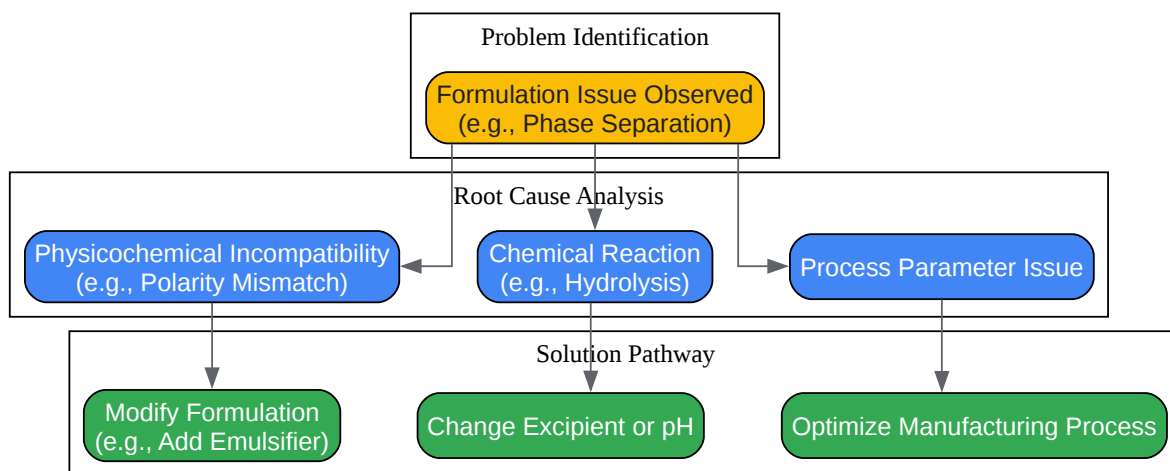 Problem Identification
Formulation Issue Observed
(e.g., Phase Separation)
Root Cause Analysis
Physicochemical Incompatibility
(e.g., Polarity Mismatch)
Chemical Reaction
(e.g., Hydrolysis)
Process Parameter Issue
Solution Pathway
Modify Formulation
(e.g., Add Emulsifier)
Change Excipient or pH
Optimize Manufacturing Process